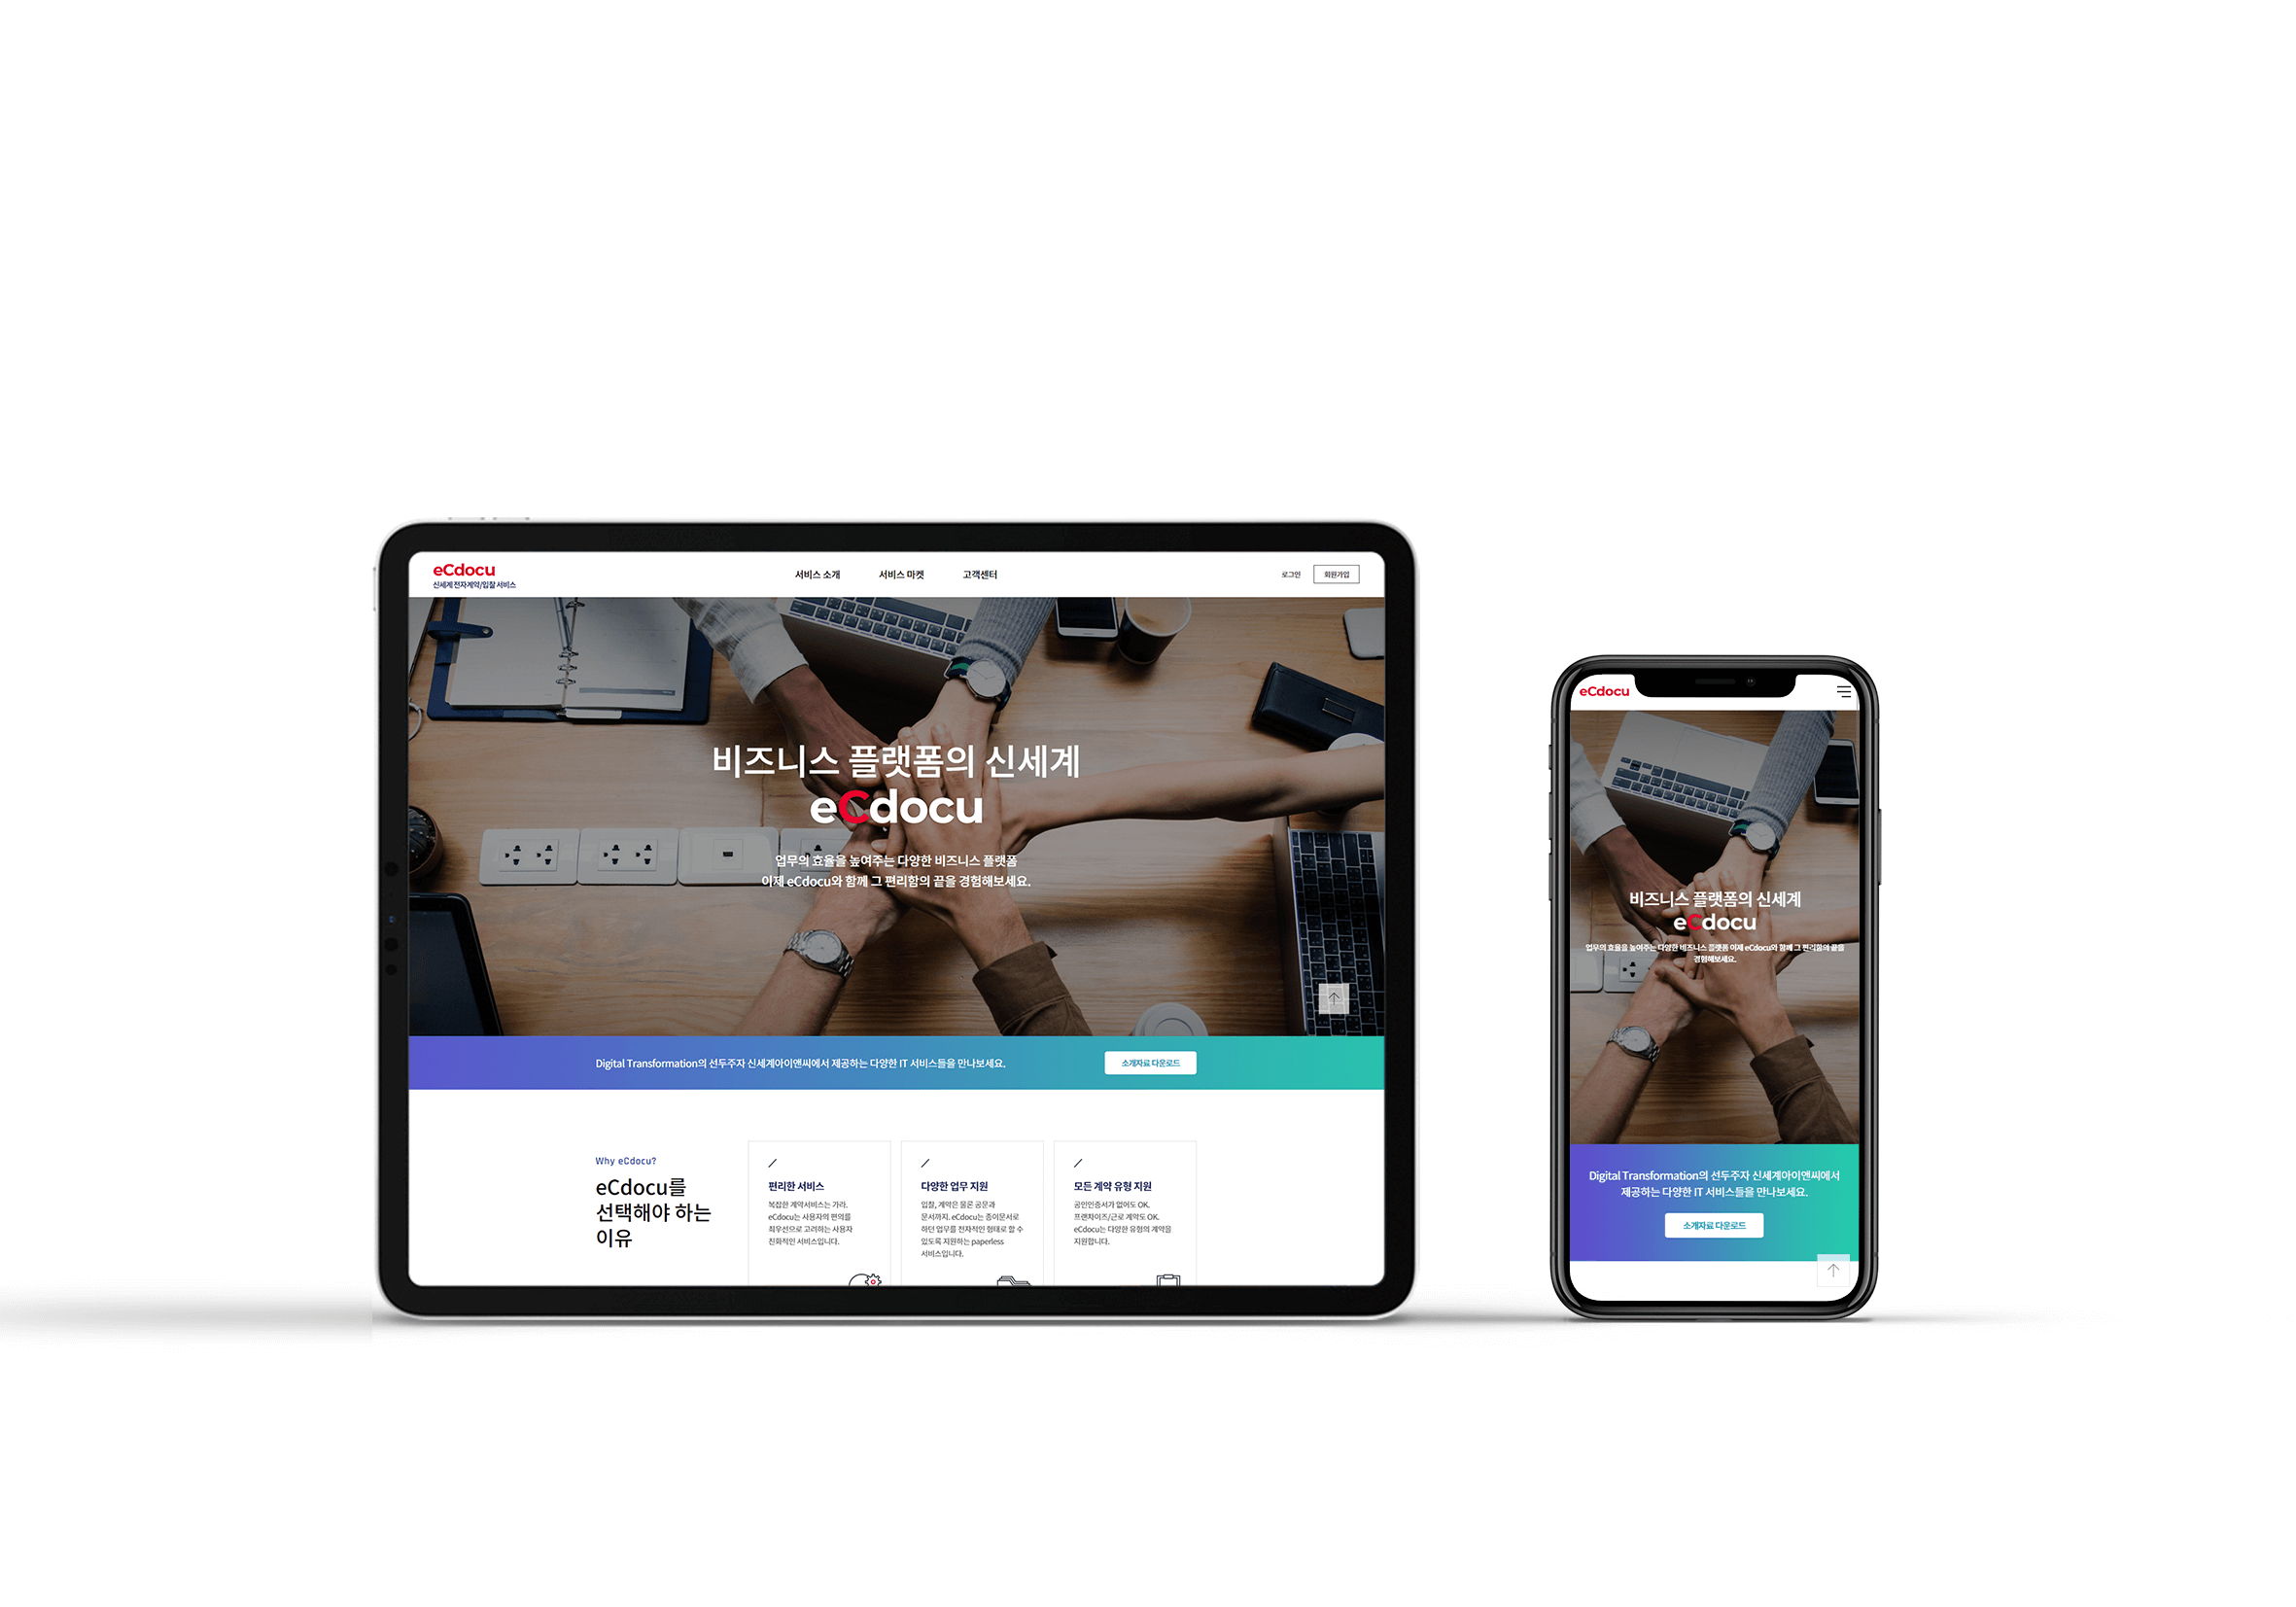 eCdocu
신세계 전자계약/입찰 서비스
서비스 소개
서비스 마켓
고객센터
로그인
회원가입
비즈니스 플랫폼의 신세계
eCdocu
업무의 효율을 높여주는 다양한 비즈니스 플랫폼
이제 eCdocu와 함께 그 편리함의 끝을 경험해보세요.
Digital Transformation의 선두주자 신세계아이앤씨에서 제공하는 다양한 IT 서비스들을 만나보세요.
소개자료 다운로드
Why eCdocu?
eCdocu를
선택해야 하는
이유
편리한 서비스
복잡한 계약서비스는 가라.
eCdocu는 사용자의 편의를
최우선으로 고려하는 사용자
친화적인 서비스입니다.
다양한 업무 지원
입찰, 계약은 물론 공문과
문서까지. eCdocu는 종이문서로
하던 업무를 전자적인 형태로 할 수
있도록 지원하는 paperless
서비스입니다.
모든 계약 유형 지원
공인인증서가 없어도 OK.
프랜차이즈/근로 계약도 OK.
eCdocu는 다양한 유형의 계약을
지원합니다.
eCdocu
비즈니스 플랫폼의 신세계
eCdocu
업무의 효율을 높여주는 다양한 비즈니스 플랫폼 이제 eCdocu와 함께 그 편리함의 끝을
경험해보세요.
Digital Transformation의 선두주자 신세계아이앤씨에서
제공하는 다양한 IT 서비스들을 만나보세요.
소개자료 다운로드